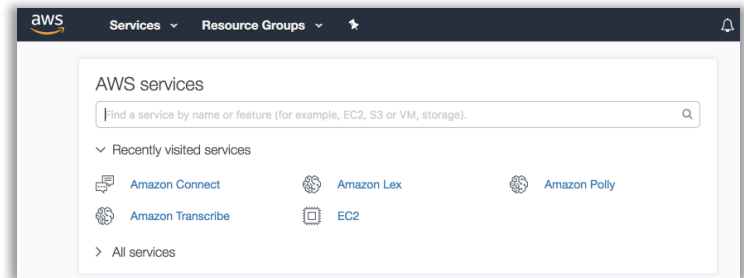 aws Services Resource Groups
AWS services
Find a service by name or feature (for example, EC2, S3 or VM, storage).
Recently visited services
Amazon Connect Amazon Lex Amazon Polly
Amazon Transcribe EC2
All services